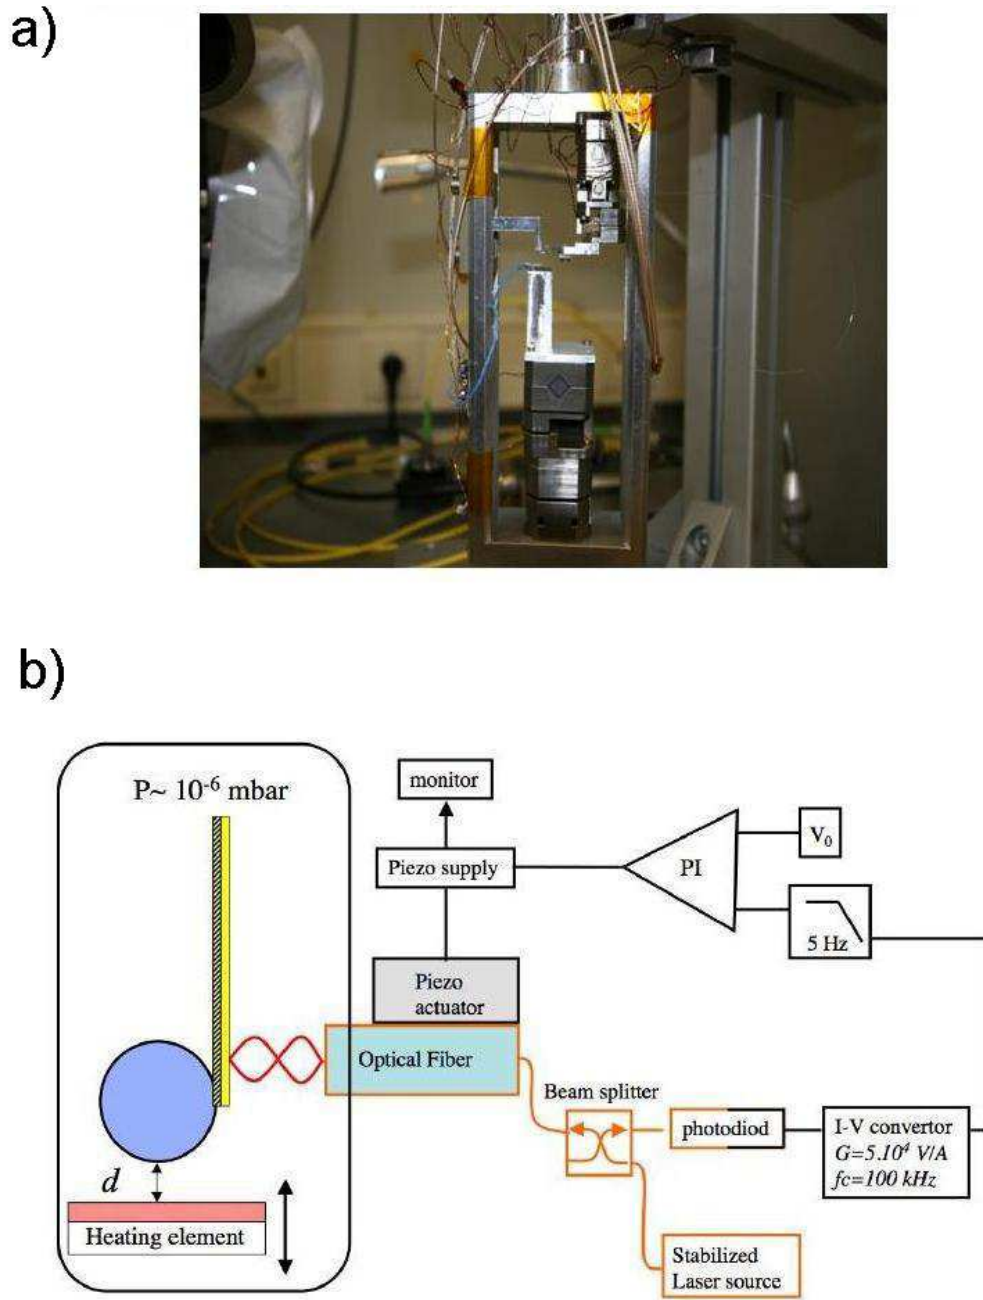 a)
b)
P~ 10-6 mbar
monitor
Piezo supply
PI
V0
5 Hz
Piezo
actuator
Optical Fiber
Beam splitter
photodiod
I-V convertor
G=5.10⁴ V/A
fc=100 kHz
d
Heating element
Stabilized
Laser source